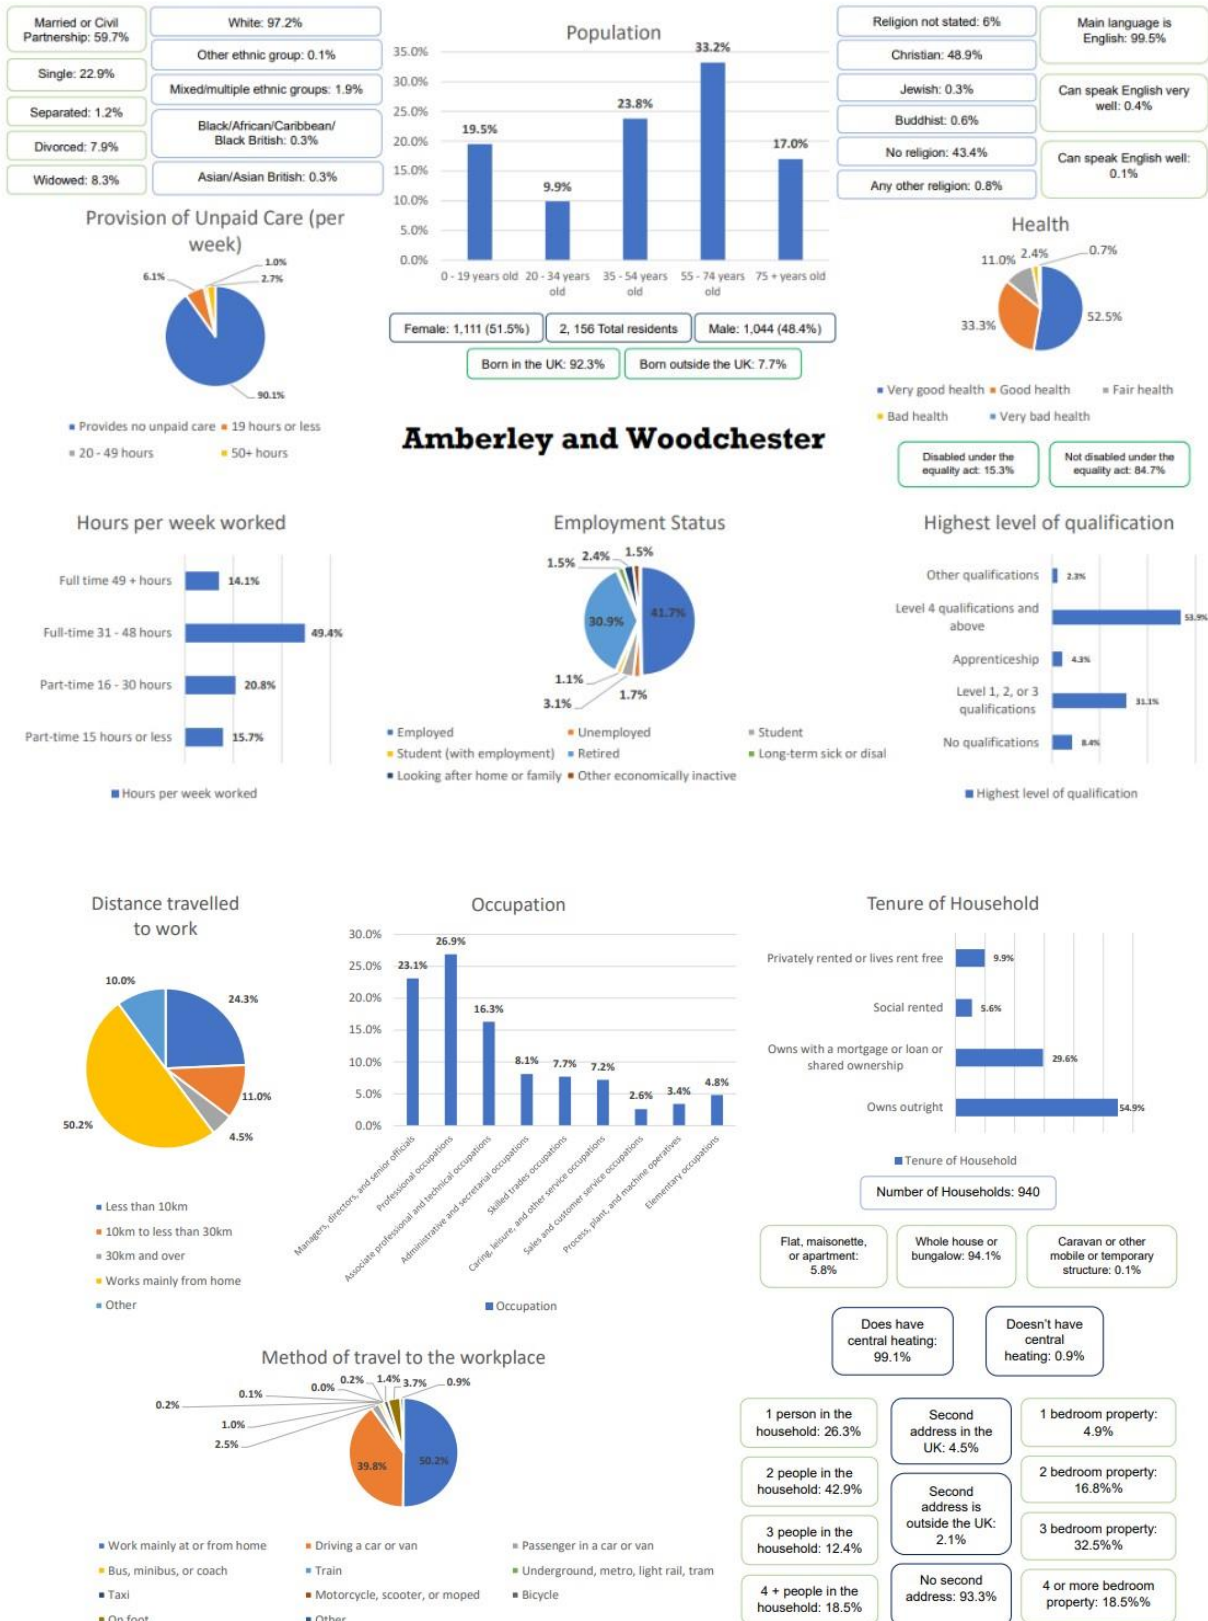 Married or Civil
Partnership: 59.7%
Single: 22.9%
Separated: 1.2%
Divorced: 7.9%
Widowed: 8.3%
White: 97.2%
Other ethnic group: 0.1%
Mixed/multiple ethnic groups: 1.9%
Black/African/Caribbean/
Black British: 0.3%
Asian/Asian British: 0.3%
Population
35.0%
30.0%
25.0%
20.0%
15.0%
10.0%
5.0%
0.0%
19.5%
9.9%
23.8%
33.2%
17.0%
0 - 19 years old
20 - 34 years
old
35 - 54 years
old
55 - 74 years
old
75 + years old
Female: 1,111 (51.5%)
2, 156 Total residents
Male: 1,044 (48.4%)
Born in the UK: 92.3%
Born outside the UK: 7.7%
Religion not stated: 6%
Christian: 48.9%
Jewish: 0.3%
Buddhist: 0.6%
No religion: 43.4%
Any other religion: 0.8%
Main language is
English: 99.5%
Can speak English very
well: 0.4%
Can speak English well:
0.1%
Provision of Unpaid Care (per
week)
6.1%
1.0%
2.7%
90.1%
Provides no unpaid care
19 hours or less
20 - 49 hours
50+ hours
Amberley and Woodchester
Health
11.0%
2.4%
0.7%
33.3%
52.5%
Very good health
Good health
Fair health
Bad health
Very bad health
Disabled under the
equality act: 15.3%
Not disabled under the
equality act: 84.7%
Hours per week worked
Full time 49 + hours
14.1%
Full-time 31 - 48 hours
49.4%
Part-time 16 - 30 hours
20.8%
Part-time 15 hours or less
15.7%
Hours per week worked
Employment Status
1.5%
2.4%
1.5%
30.9%
41.7%
1.1%
3.1%
1.7%
Employed
Unemployed
Student
Student (with employment)
Retired
Long-term sick or disal
Looking after home or family
Other economically inactive
Highest level of qualification
Other qualifications
2.3%
Level 4 qualifications and
above
53.9%
Apprenticeship
4.3%
Level 1, 2, or 3
qualifications
31.1%
No qualifications
8.4%
Highest level of qualification
Distance travelled
to work
10.0%
24.3%
11.0%
4.5%
50.2%
Less than 10km
10km to less than 30km
30km and over
Works mainly from home
Other
Occupation
30.0%
25.0%
20.0%
15.0%
10.0%
5.0%
0.0%
23.1%
26.9%
16.3%
8.1%
7.7%
7.2%
2.6%
3.4%
4.8%
Managers, directors, and senior officials
Professional occupations
Associate professional and technical occupations
Administrative and secretarial occupations
Skilled trades occupations
Caring, leisure, and other service occupations
Sales and customer service occupations
Process, plant, and machine operatives
Elementary occupations
Occupation
Tenure of Household
Privately rented or lives rent free
9.9%
Social rented
5.6%
Owns with a mortgage or loan or
shared ownership
29.6%
Owns outright
54.9%
Tenure of Household
Number of Households: 940
Flat, maisonette,
or apartment:
5.8%
Whole house or
bungalow: 94.1%
Caravan or other
mobile or temporary
structure: 0.1%
Does have
central heating:
99.1%
Doesn't have
central
heating: 0.9%
Method of travel to the workplace
0.2%
0.1%
0.0%
0.2%
1.4%
3.7%
0.9%
1.0%
2.5%
39.8%
50.2%
Work mainly at or from home
Driving a car or van
Passenger in a car or van
Bus, minibus, or coach
Train
Underground, metro, light rail, tram
Taxi
Motorcycle, scooter, or moped
Bicycle
On foot
Other
1 person in the
household: 26.3%
2 people in the
household: 42.9%
3 people in the
household: 12.4%
4 + people in the
household: 18.5%
Second
address in the
UK: 4.5%
Second
address is
outside the UK:
2.1%
No second
address: 93.3%
1 bedroom property:
4.9%
2 bedroom property:
16.8%%
3 bedroom property:
32.5%%
4 or more bedroom
property: 18.5%%